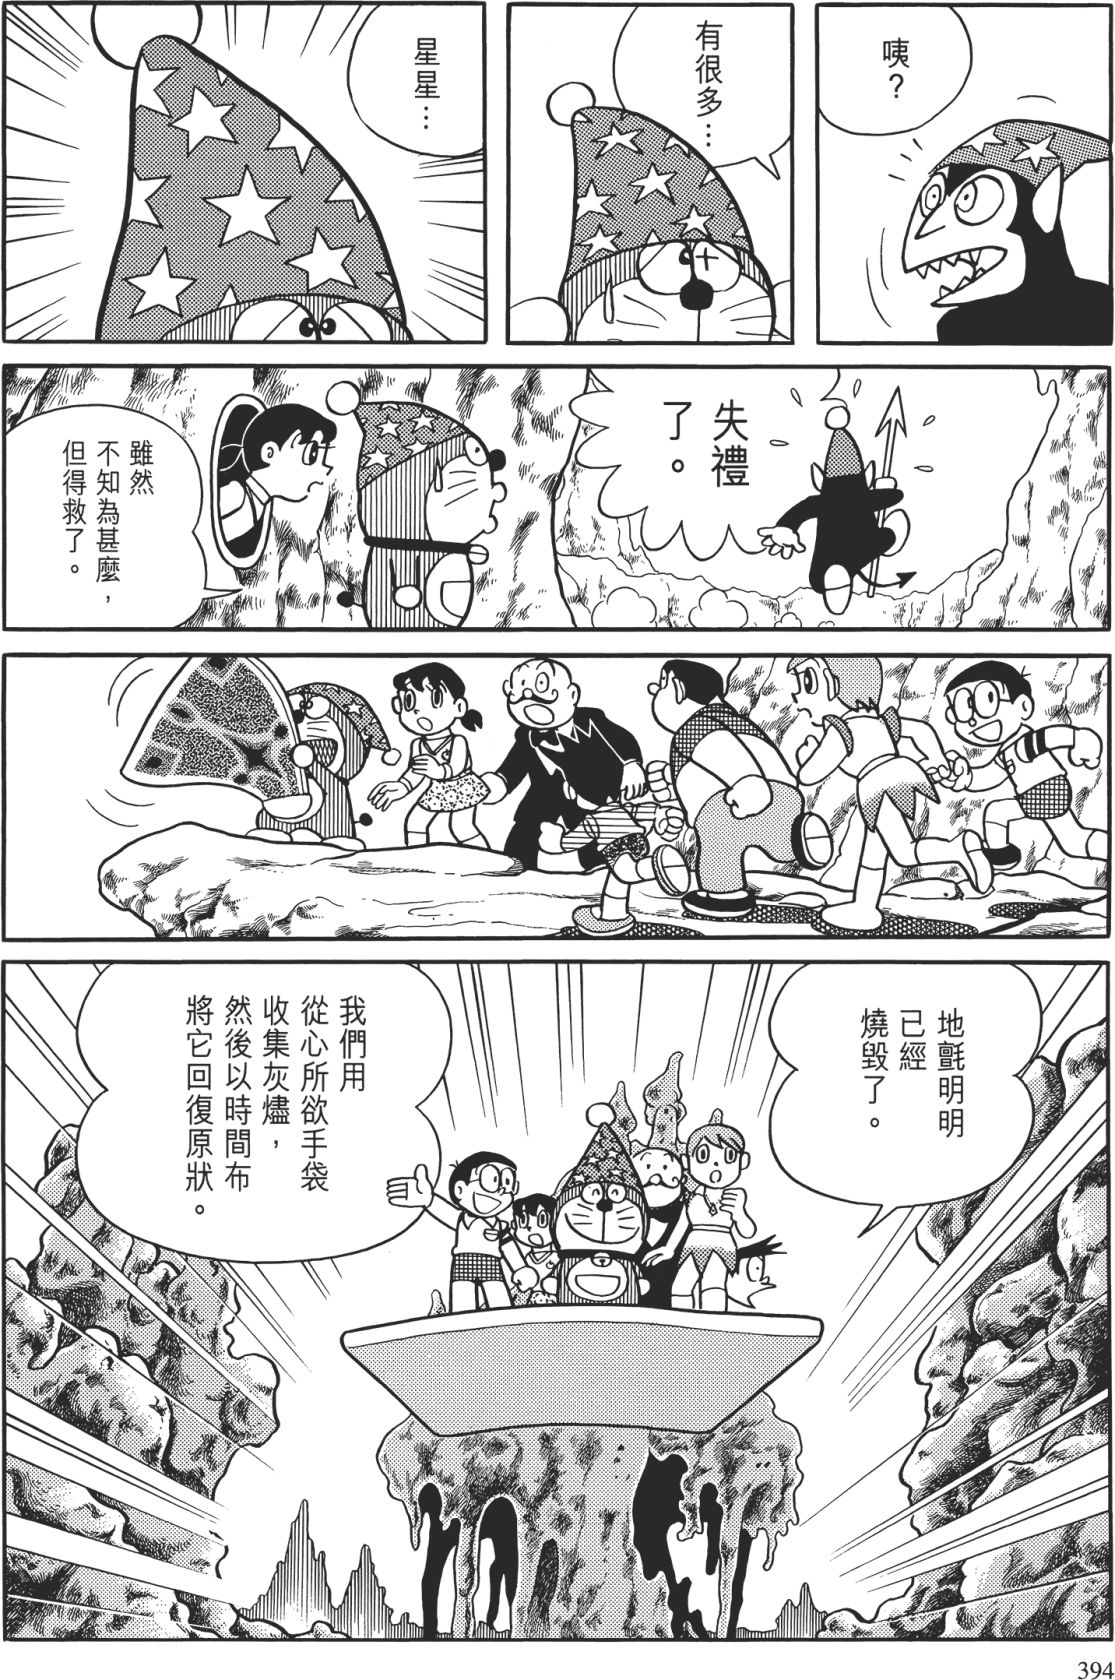 咦？
有很多…
星星…
失禮
了。
雖然
不知為甚麼，
但得救了。
地氈明明
已經
燒毀了。
我們用
從心所欲手袋
收集灰燼，
然後以時間布
將它回復原狀。
394